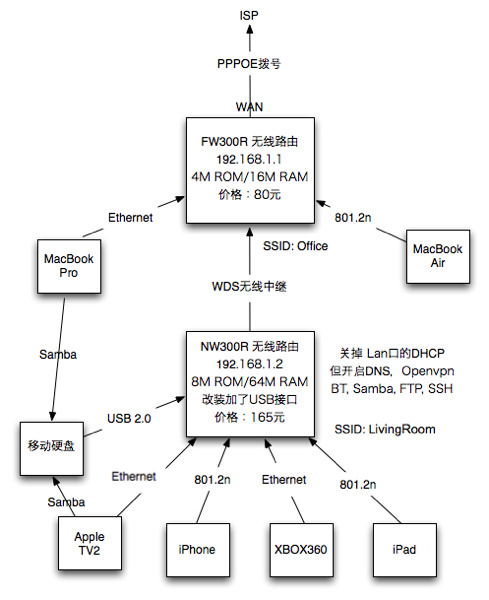 ISP
PPPOE拨号
WAN
FW300R 无线路由
192.168.1.1
4M ROM/16M RAM
价格：80元
Ethernet
801.2n
SSID: Office
MacBook
Pro
MacBook
Air
WDS无线中继
NW300R 无线路由
192.168.1.2
8M ROM/64M RAM
改装加了USB接口
价格：165元
关掉 Lan口的DHCP
但开启DNS，Openvpn
BT, Samba, FTP, SSH
SSID: LivingRoom
Samba
USB 2.0
移动硬盘
Ethernet
801.2n
Ethernet
801.2n
Samba
Apple
TV2
iPhone
XBOX360
iPad